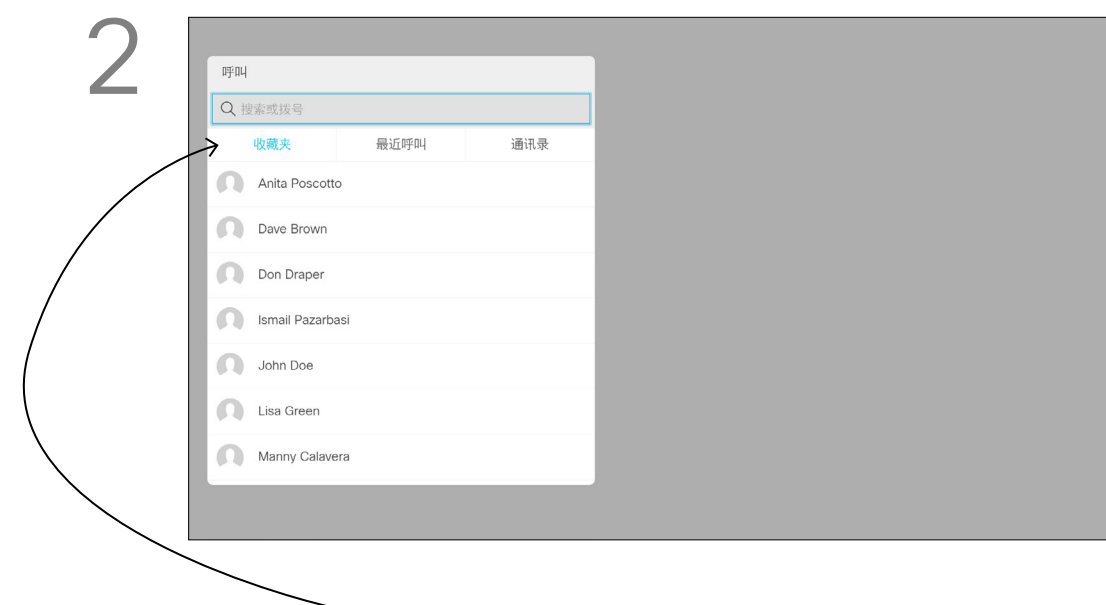 2
呼叫
搜索或拨号
收藏夹 最近呼叫 通讯录
Anita Poscotto
Dave Brown
Don Draper
Ismail Pazarbasi
John Doe
Lisa Green
Manny Calavera